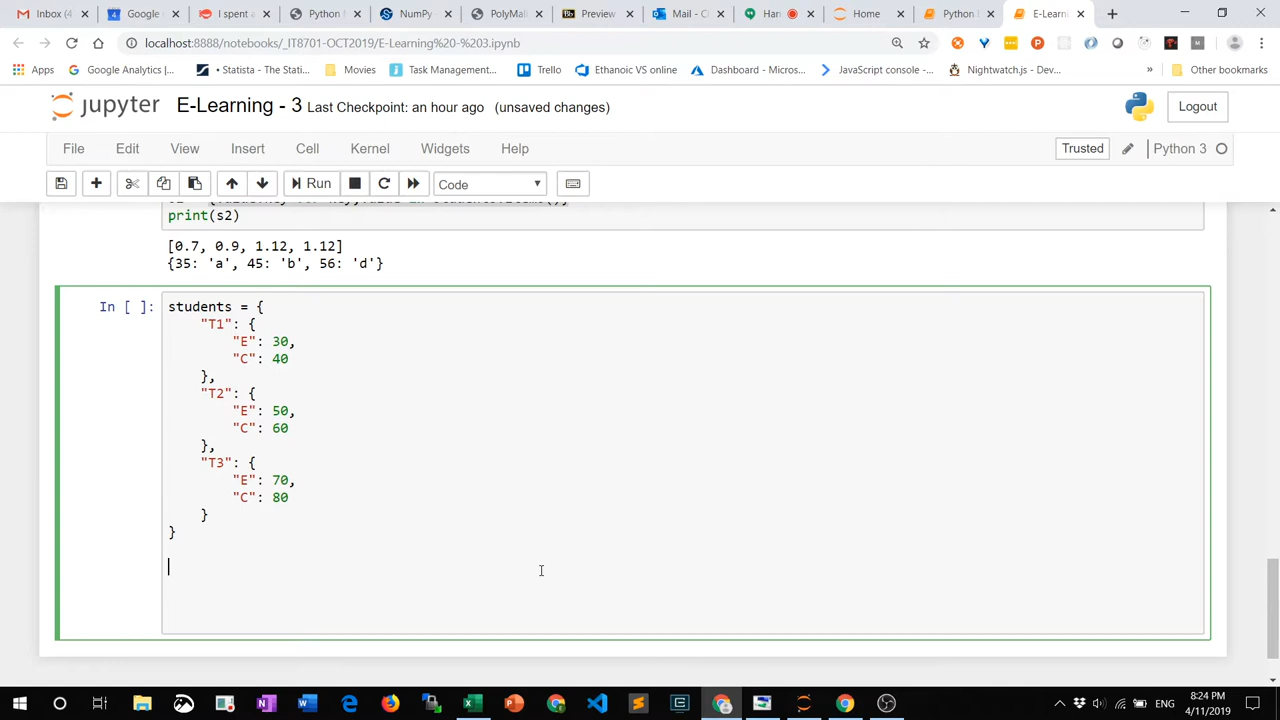 Inbox (4
Google
I spent a
Python
NumPy
PolyMail
Preview
Mail - C
Han
Home
Python
E-Learni
localhost:8888/notebooks/_IT8701-OCT2019/E-Learning%20-%203.ipynb
Apps
Google Analytics |...
• Statista - The Stati...
Movies
Task Management...
Trello
Ethanoic VS online
Dashboard - Micros...
JavaScript console -...
Nightwatch.js - Dev...
»
Other bookmarks
jupyter E-Learning - 3 Last Checkpoint: an hour ago (unsaved changes)
Logout
File Edit View Insert Cell Kernel Widgets Help
Trusted
Python 3
Run
Code
print(s2)
[0.7, 0.9, 1.12, 1.12]
{35: 'a', 45: 'b', 56: 'd'}
In [ ]:
students = {
"T1": {
"E": 30,
"C": 40
},
"T2": {
"E": 50,
"C": 60
},
"T3": {
"E": 70,
"C": 80
}
}
ENG
8:24 PM
4/11/2019